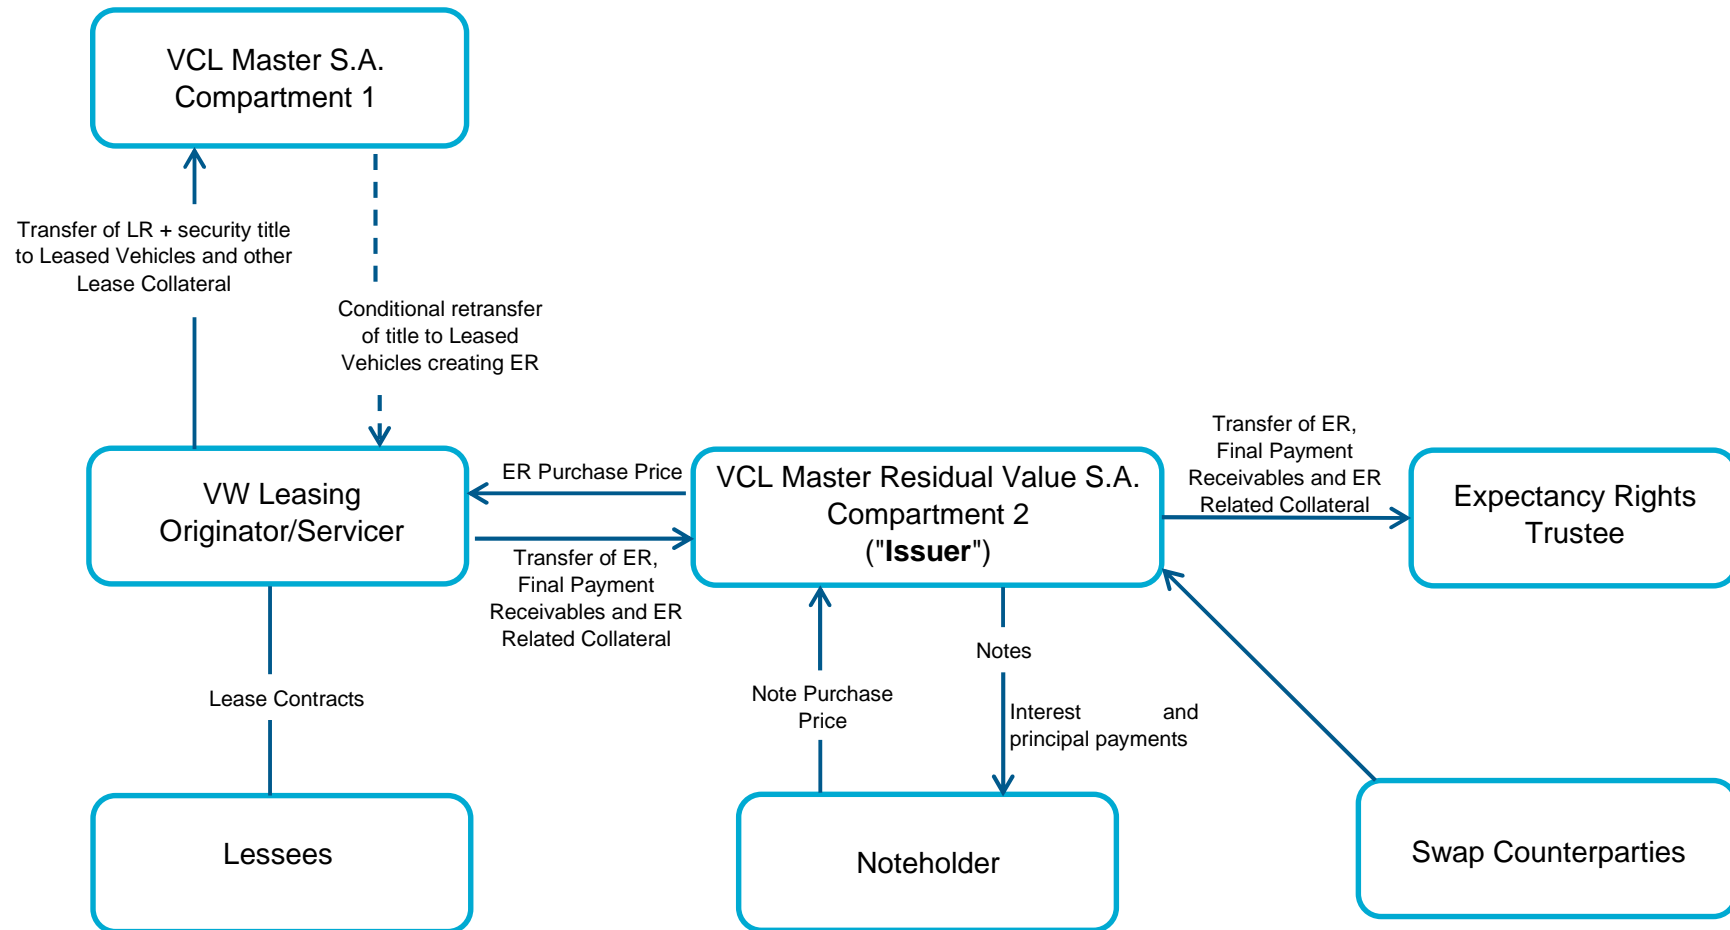 VCL Master S.A.
Compartment 1
Transfer of LR + security title
to Leased Vehicles and other
Lease Collateral
Conditional retransfer
of title to Leased
Vehicles creating ER
VW Leasing
Originator/Servicer
ER Purchase Price
Transfer of ER,
Final Payment
Receivables and ER
Related Collateral
VCL Master Residual Value S.A.
Compartment 2
("Issuer")
Transfer of ER,
Final Payment
Receivables and ER
Related Collateral
Expectancy Rights
Trustee
Lease Contracts
Note Purchase
Price
Notes
Interest and
principal payments
Lessees
Noteholder
Swap Counterparties